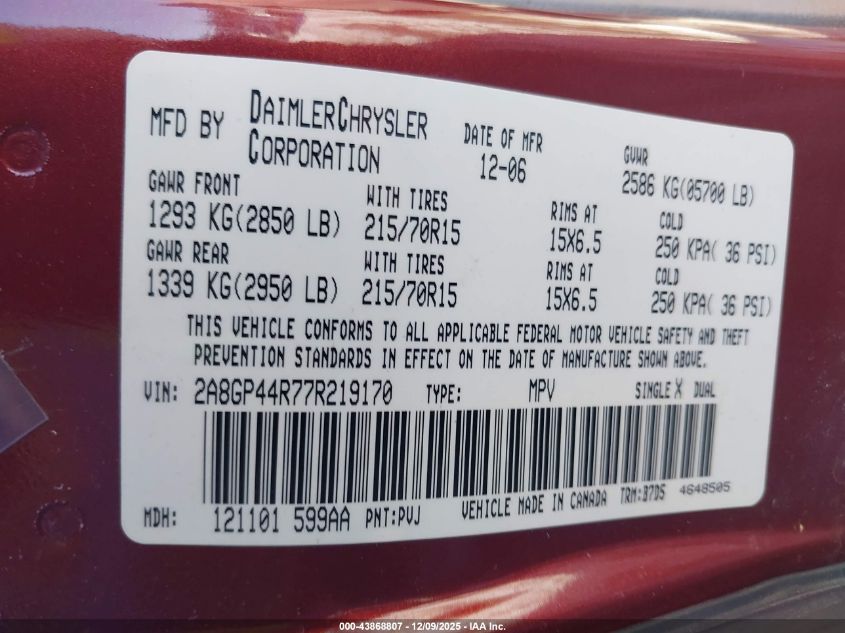 MFD BY DAIMLERCHRYSLER CORPORATION
DATE OF MFR 12-06
GVWR 2586 KG(05700 LB)
GAWR FRONT WITH TIRES RIMS AT COLD
1293 KG(2850 LB) 215/70R15 15X6.5 250 KPA( 36 PSI)
GAWR REAR WITH TIRES RIMS AT COLD
1339 KG(2950 LB) 215/70R15 15X6.5 250 KPA( 36 PSI)
THIS VEHICLE CONFORMS TO ALL APPLICABLE FEDERAL MOTOR VEHICLE SAFETY AND THEFT
PREVENTION STANDARDS IN EFFECT ON THE DATE OF MANUFACTURE SHOWN ABOVE.
VIN: 2A8GP44R77R219170 TYPE: MPV SINGLE X DUAL
MDH: 121101 599AA PNT:PVJ VEHICLE MADE IN CANADA TRM:B7D5 4648505
000-43868807 | 12/09/2025 | IAA Inc.